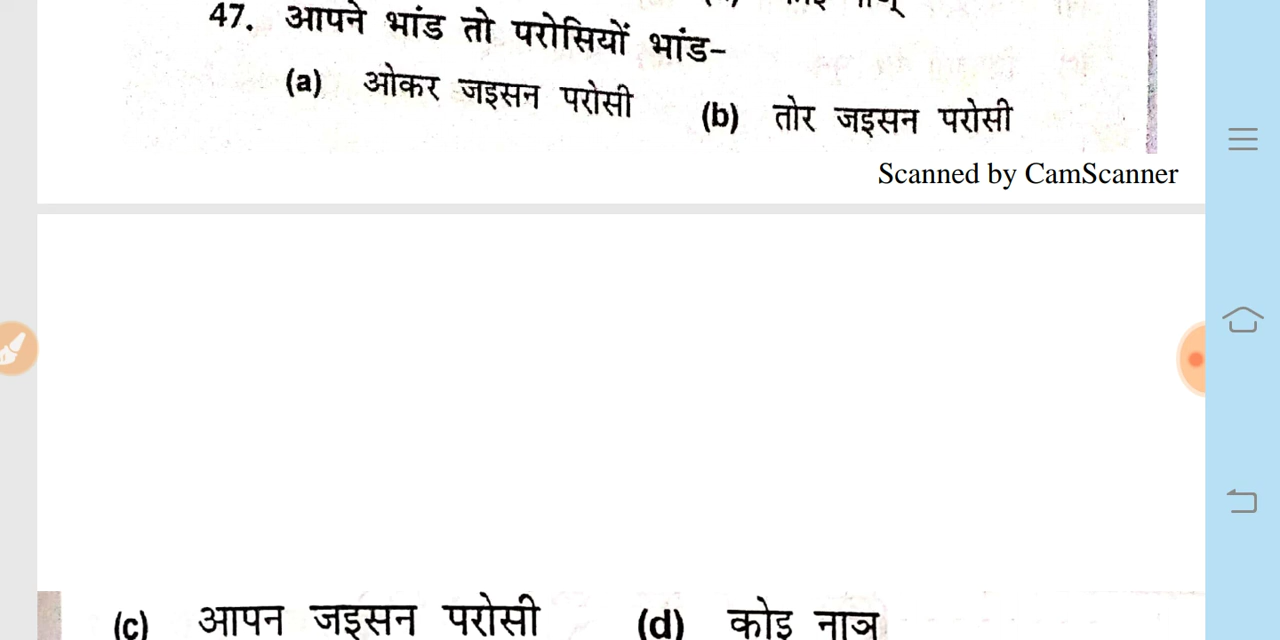 47. आपने भांड तो परोसियों भांड-
(a) ओकर जइसन परोसी (b) तोर जइसन परोसी
Scanned by CamScanner
(c) आपन जइसन परोसी (d) कोइ नाञ